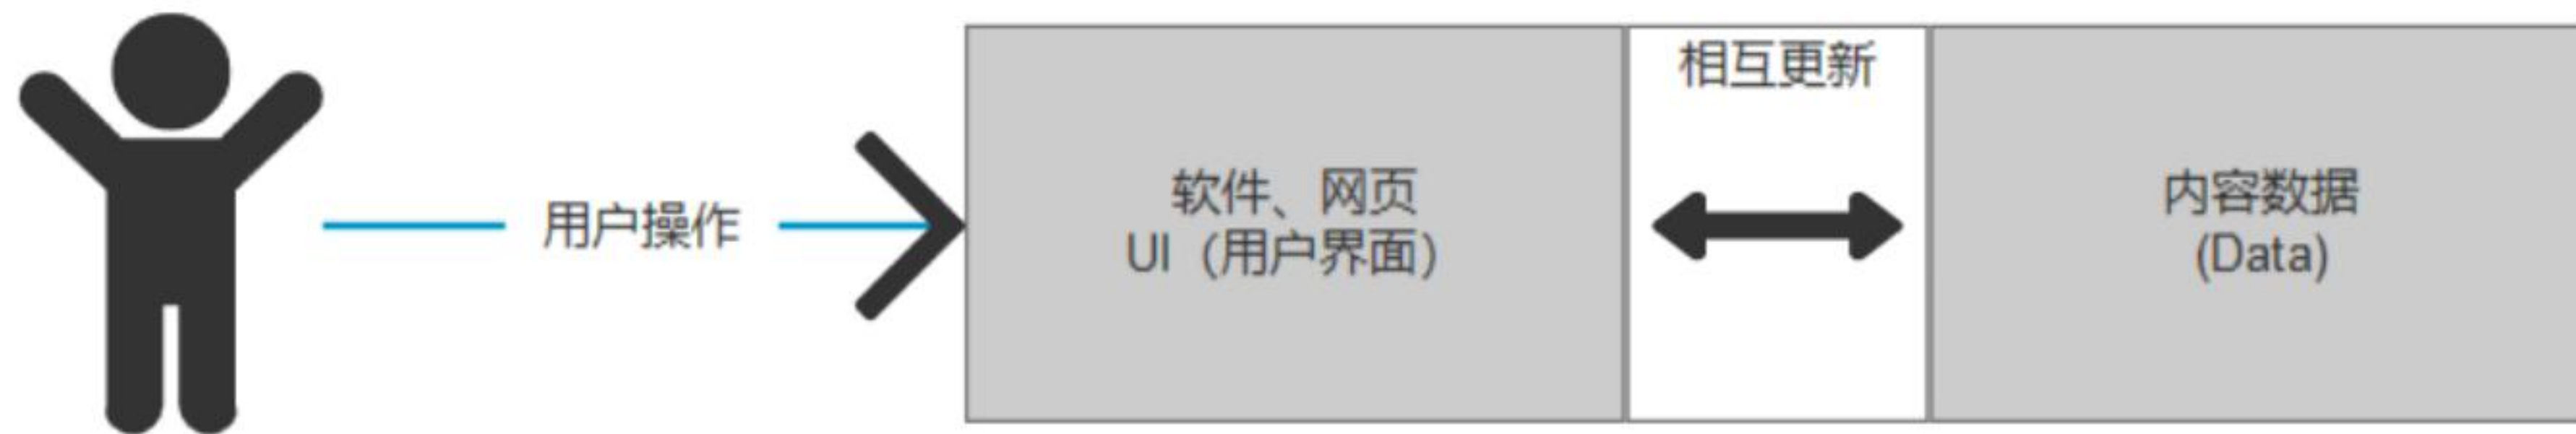 用户操作
软件、网页
UI（用户界面）
相互更新
内容数据
(Data)